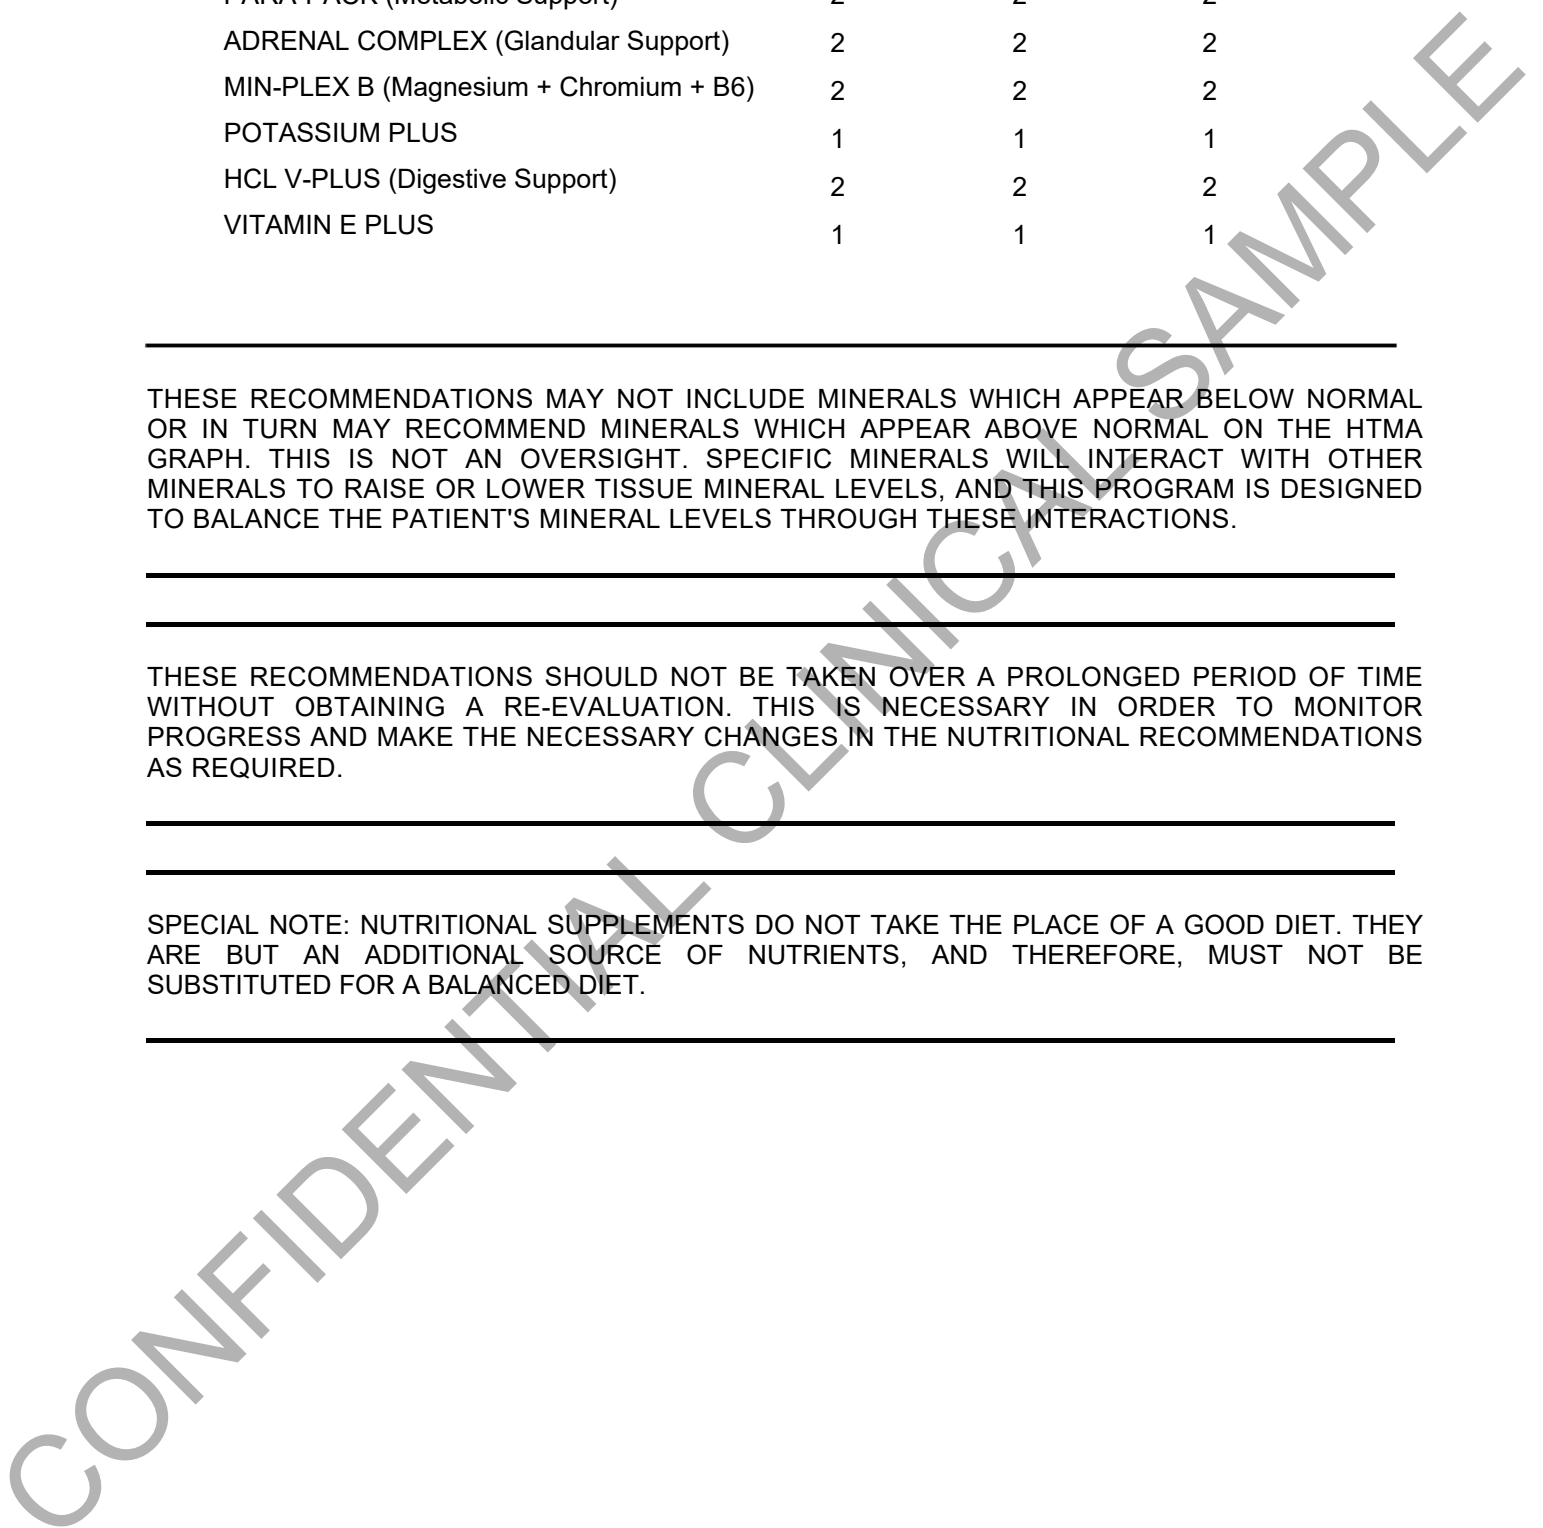 PARA-PACK (Metabolic Support) 2 2 2
ADRENAL COMPLEX (Glandular Support) 2 2 2
MIN-PLEX B (Magnesium + Chromium + B6) 2 2 2
POTASSIUM PLUS 1 1 1
HCL V-PLUS (Digestive Support) 2 2 2
VITAMIN E PLUS 1 1 1
THESE RECOMMENDATIONS MAY NOT INCLUDE MINERALS WHICH APPEAR BELOW NORMAL
OR IN TURN MAY RECOMMEND MINERALS WHICH APPEAR ABOVE NORMAL ON THE HTMA
GRAPH. THIS IS NOT AN OVERSIGHT. SPECIFIC MINERALS WILL INTERACT WITH OTHER
MINERALS TO RAISE OR LOWER TISSUE MINERAL LEVELS, AND THIS PROGRAM IS DESIGNED
TO BALANCE THE PATIENT'S MINERAL LEVELS THROUGH THESE INTERACTIONS.
THESE RECOMMENDATIONS SHOULD NOT BE TAKEN OVER A PROLONGED PERIOD OF TIME
WITHOUT OBTAINING A RE-EVALUATION. THIS IS NECESSARY IN ORDER TO MONITOR
PROGRESS AND MAKE THE NECESSARY CHANGES IN THE NUTRITIONAL RECOMMENDATIONS
AS REQUIRED.
SPECIAL NOTE: NUTRITIONAL SUPPLEMENTS DO NOT TAKE THE PLACE OF A GOOD DIET. THEY
ARE BUT AN ADDITIONAL SOURCE OF NUTRIENTS, AND THEREFORE, MUST NOT BE
SUBSTITUTED FOR A BALANCED DIET.
CONFIDENTIAL CLINICAL SAMPLE